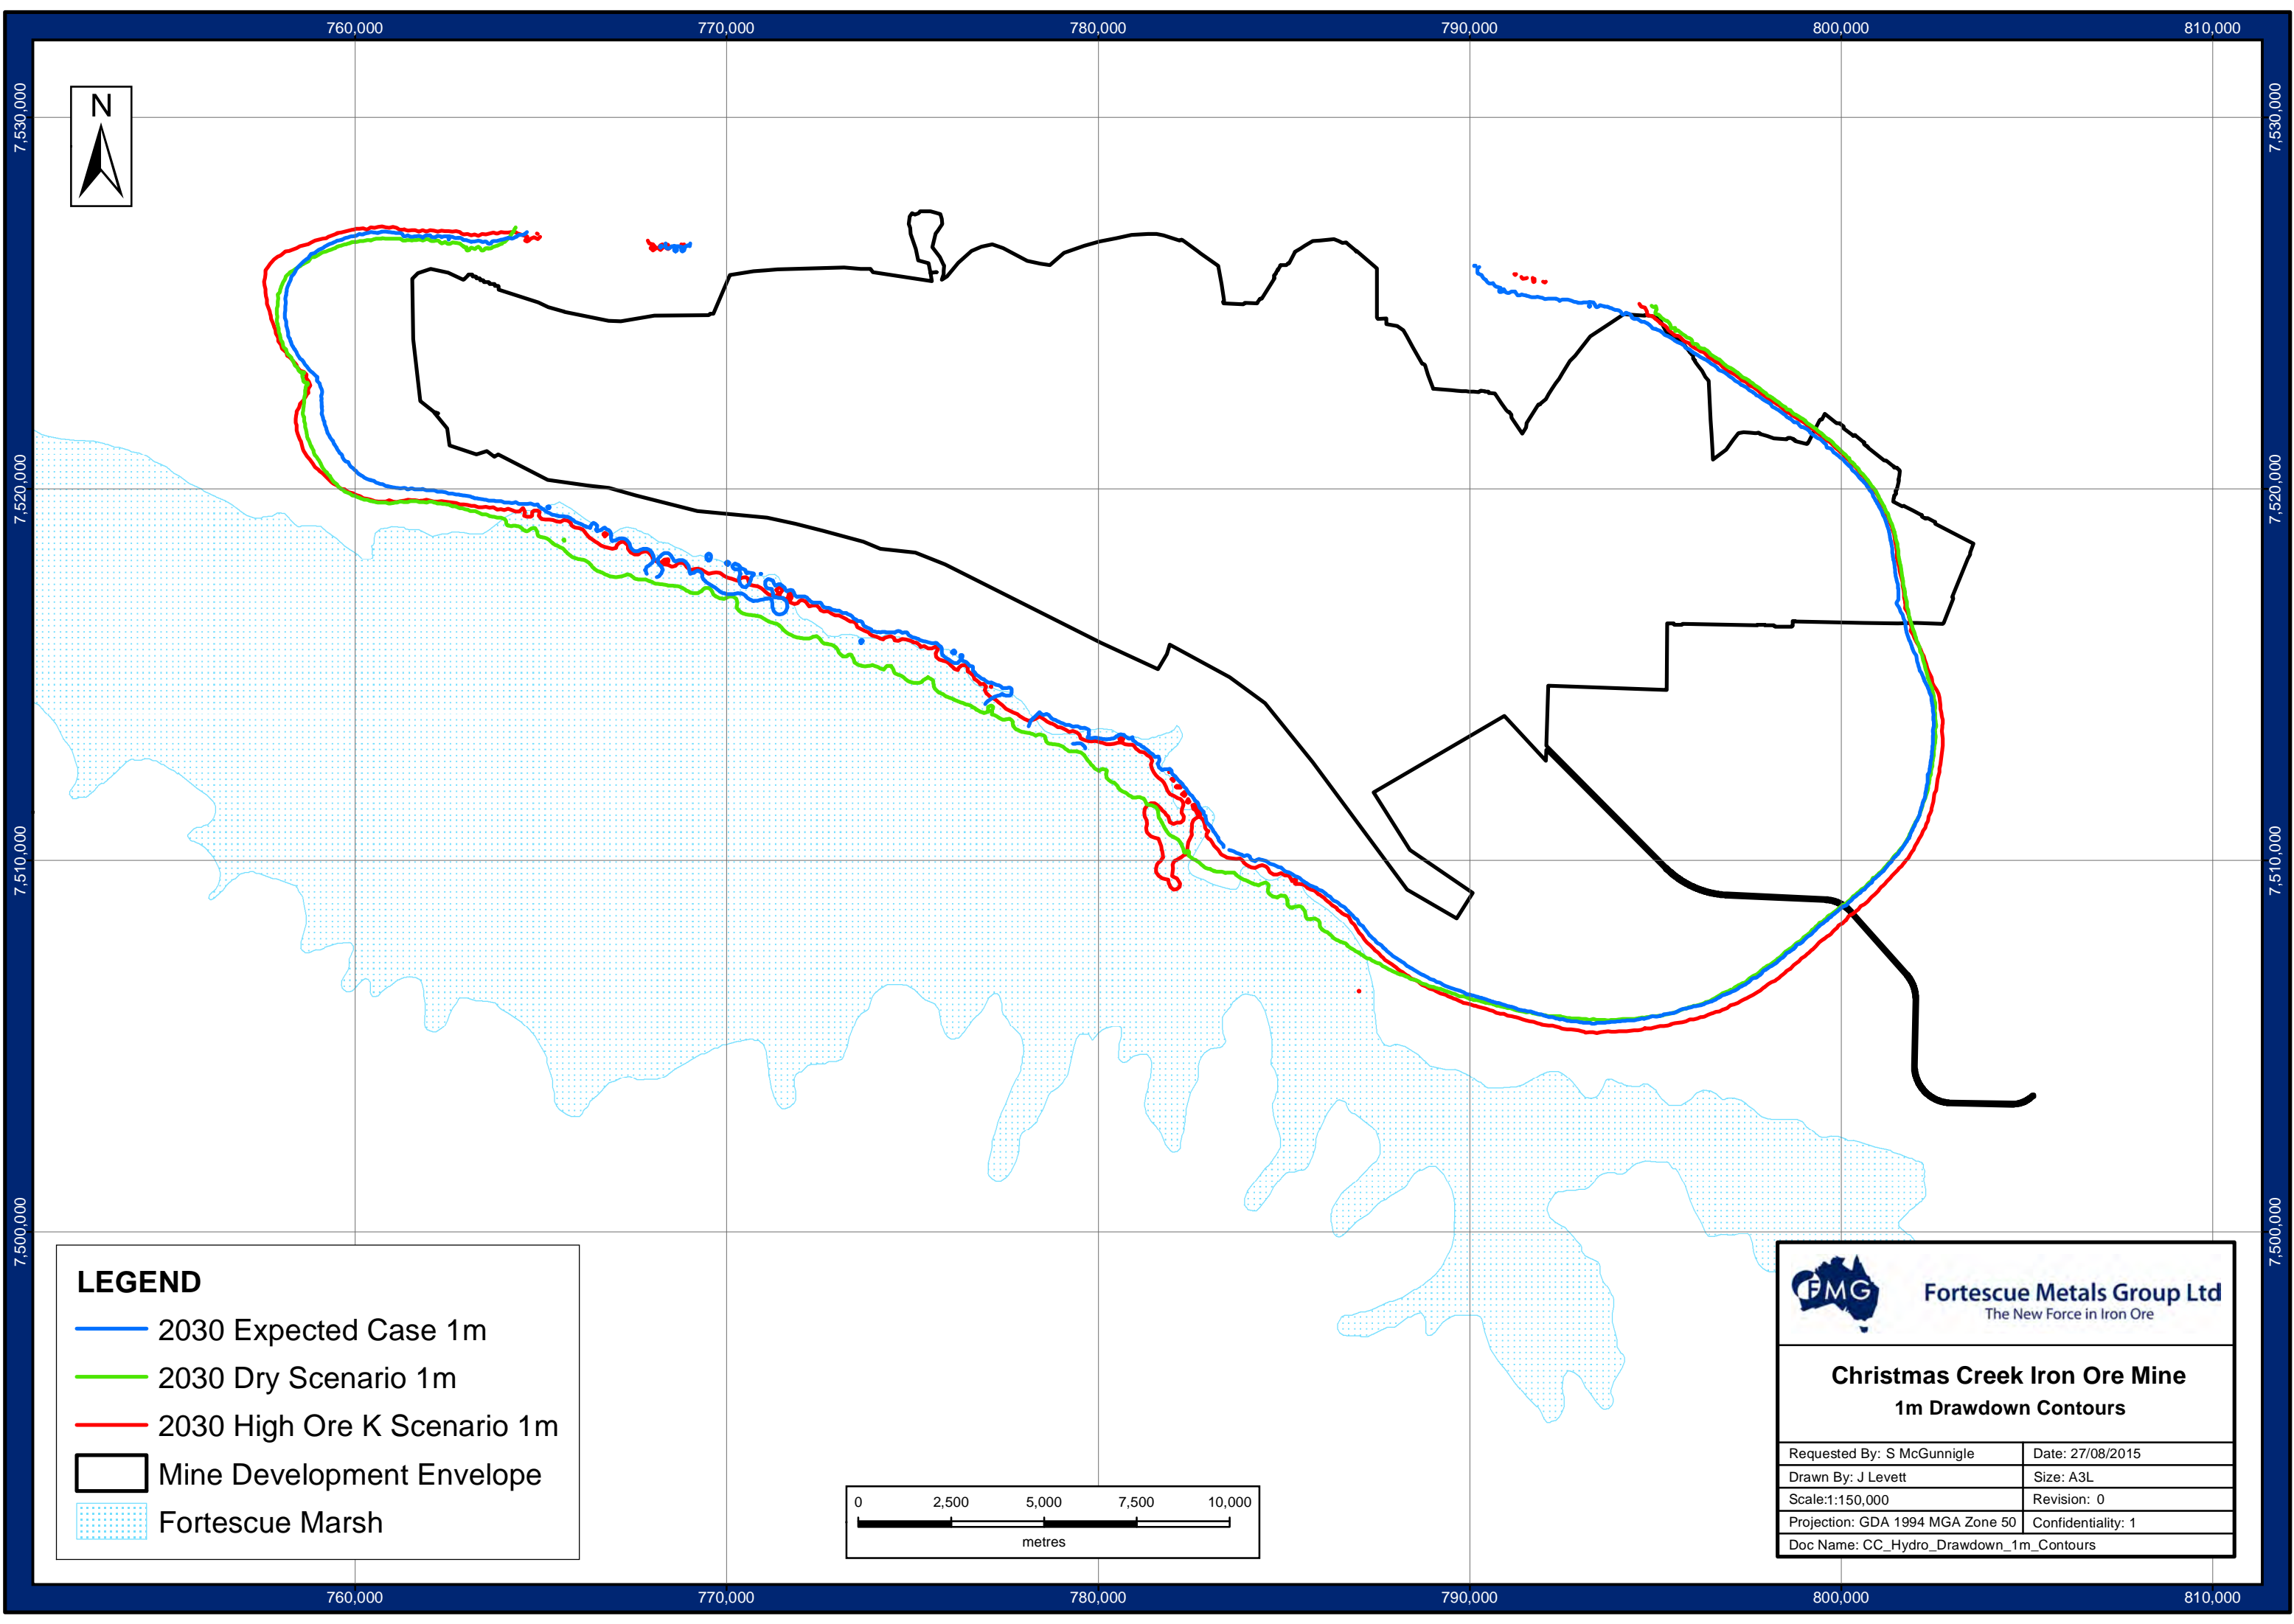 760,000 770,000 780,000 790,000 800,000 810,000
7,530,000 7,530,000
N
7,520,000 7,520,000
7,510,000 7,510,000
7,500,000 7,500,000
LEGEND
2030 Expected Case 1m
2030 Dry Scenario 1m
2030 High Ore K Scenario 1m
Mine Development Envelope
Fortescue Marsh
0 2,500 5,000 7,500 10,000
metres
FMG
Fortescue Metals Group Ltd
The New Force in Iron Ore
Christmas Creek Iron Ore Mine
1m Drawdown Contours
Requested By: S McGunnigle Date: 27/08/2015
Drawn By: J Levett Size: A3L
Scale:1:150,000 Revision: 0
Projection: GDA 1994 MGA Zone 50 Confidentiality: 1
Doc Name: CC_Hydro_Drawdown_1m_Contours
760,000 770,000 780,000 790,000 800,000 810,000